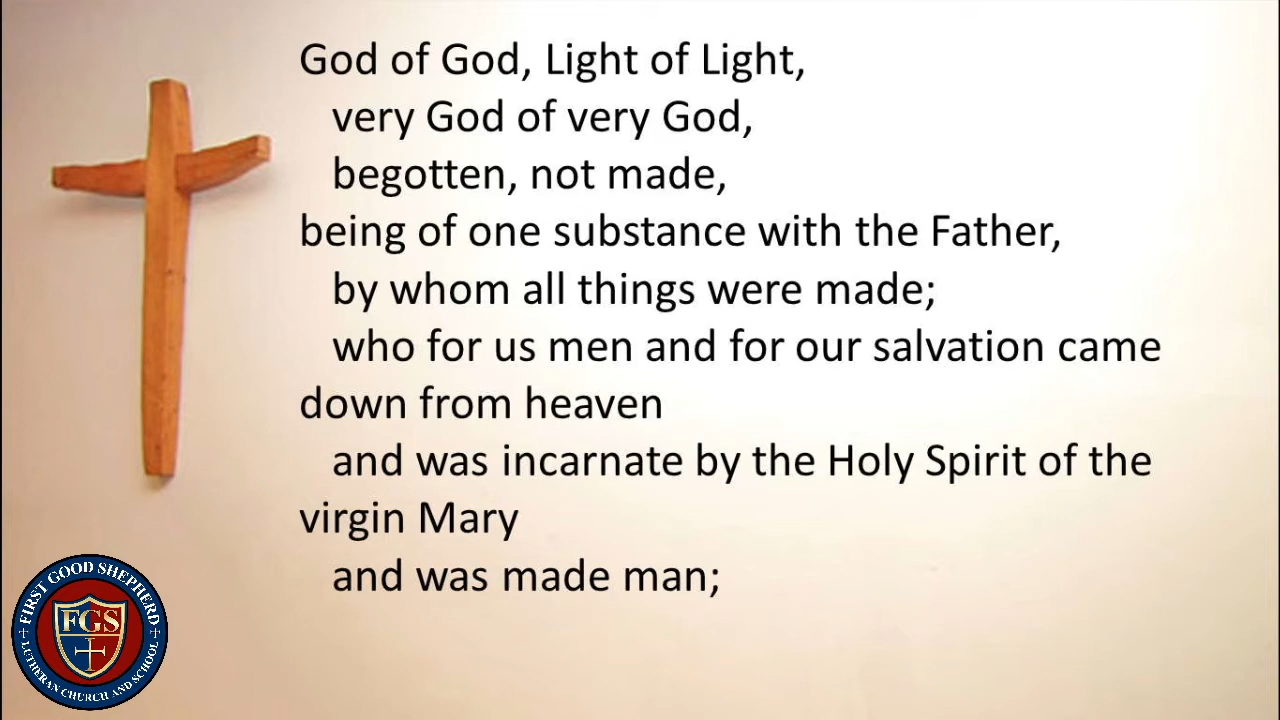 God of God, Light of Light,
very God of very God,
begotten, not made,
being of one substance with the Father,
by whom all things were made;
who for us men and for our salvation came
down from heaven
and was incarnate by the Holy Spirit of the
virgin Mary
and was made man;
FIRST GOOD SHEPHERD
FGS
LUTHERAN CHURCH AND SCHOOL